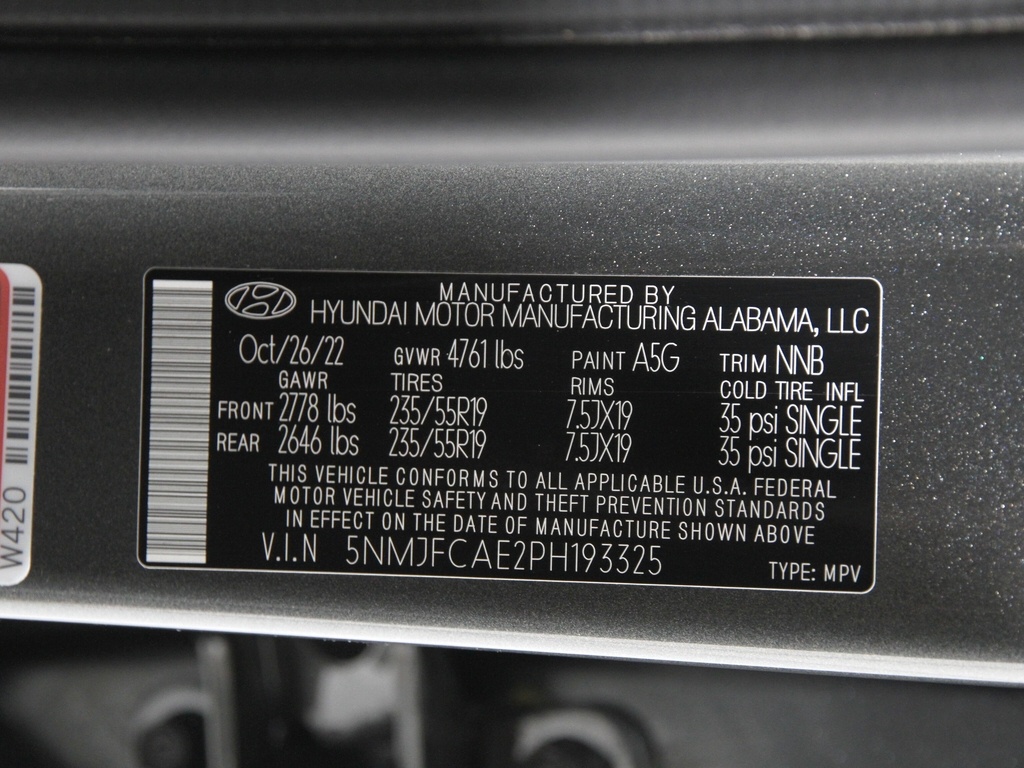 MANUFACTURED BY
HYUNDAI MOTOR MANUFACTURING ALABAMA, LLC
Oct/26/22 GVWR 4761 lbs PAINT A5G TRIM NNB
GAWR TIRES RIMS COLD TIRE INFL
FRONT 2778 lbs 235/55R19 7.5JX19 35 psi SINGLE
REAR 2646 lbs 235/55R19 7.5JX19 35 psi SINGLE
THIS VEHICLE CONFORMS TO ALL APPLICABLE U.S.A. FEDERAL
MOTOR VEHICLE SAFETY AND THEFT PREVENTION STANDARDS
IN EFFECT ON THE DATE OF MANUFACTURE SHOWN ABOVE
V.I.N 5NMJFCAE2PH193325 TYPE: MPV
W420